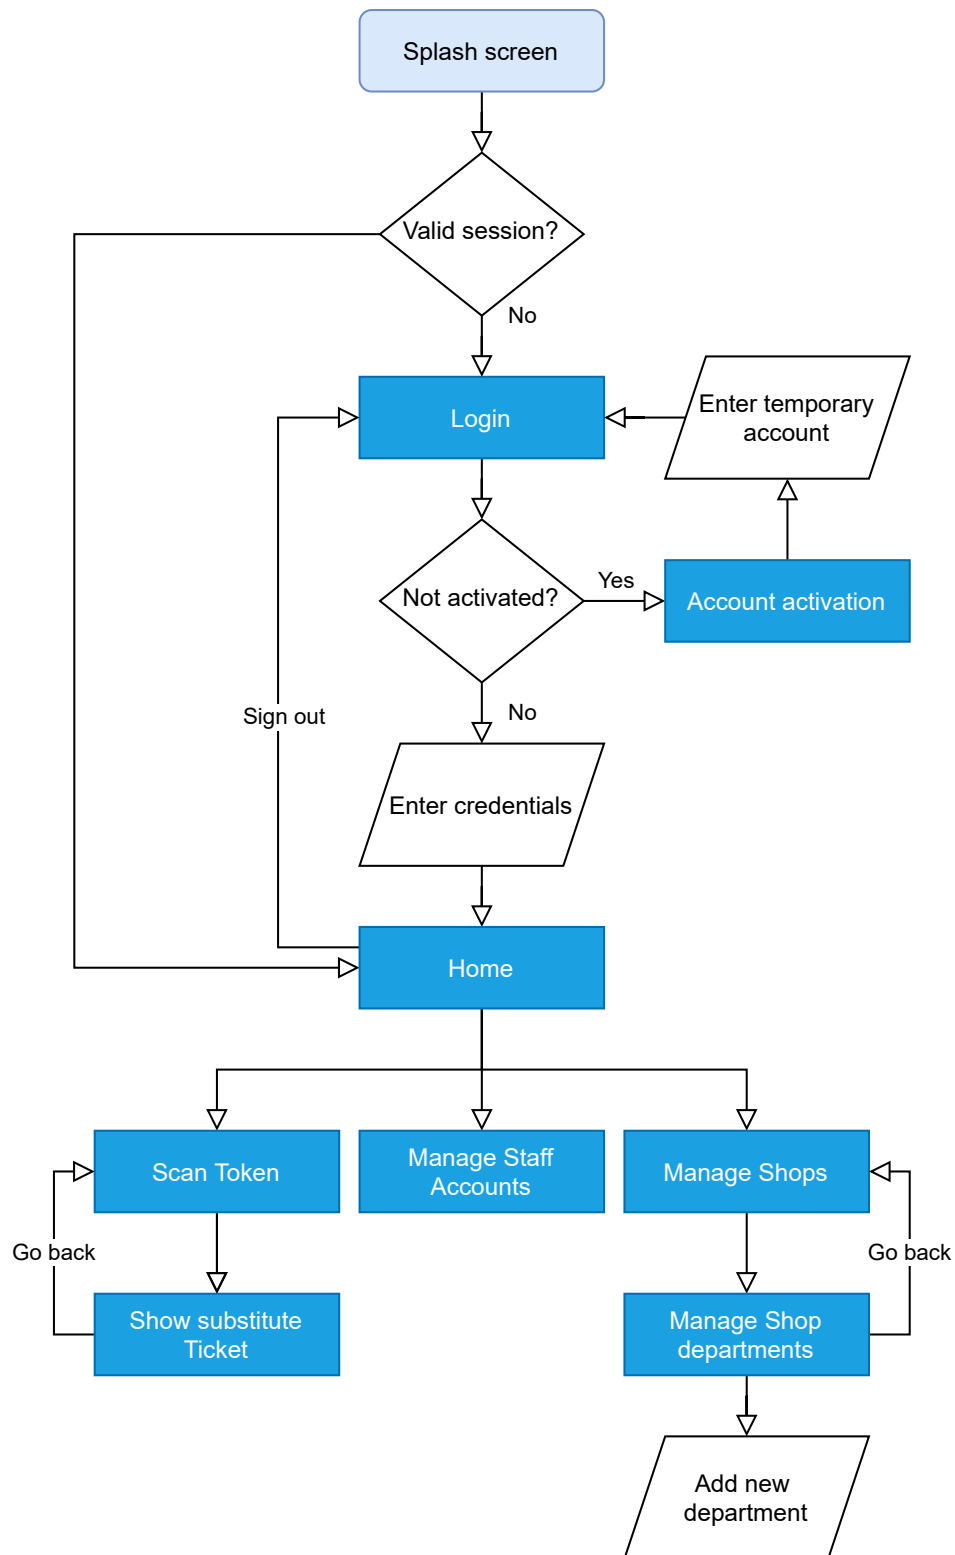 Splash screen
Valid session?
No
Login
Enter temporary
account
Not activated?
Yes
Account activation
No
Sign out
Enter credentials
Home
Scan Token
Manage Staff
Accounts
Manage Shops
Go back
Go back
Show substitute
Ticket
Manage Shop
departments
Add new
department